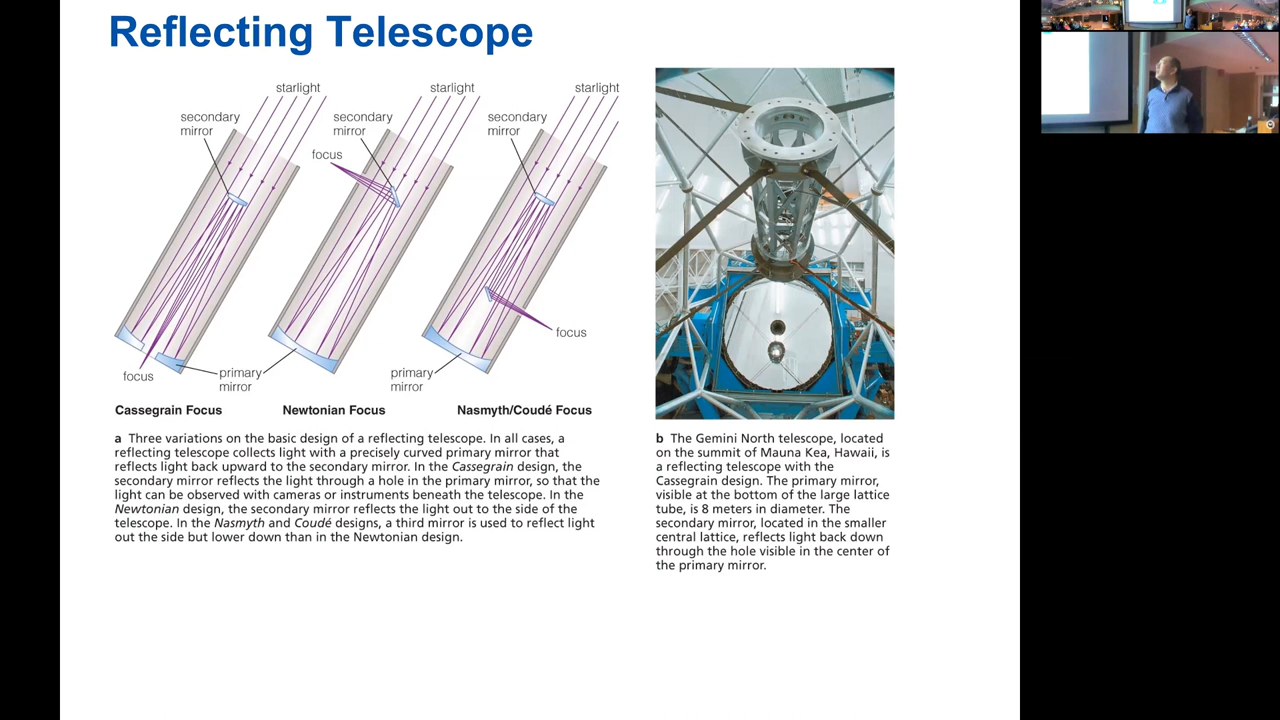 Reflecting Telescope
starlight
starlight
starlight
secondary
mirror
secondary
mirror
secondary
mirror
focus
focus
focus
primary
mirror
primary
mirror
Cassegrain Focus
Newtonian Focus
Nasmyth/Coudé Focus
a Three variations on the basic design of a reflecting telescope. In all cases, a
reflecting telescope collects light with a precisely curved primary mirror that
reflects light back upward to the secondary mirror. In the Cassegrain design, the
secondary mirror reflects the light through a hole in the primary mirror, so that the
light can be observed with cameras or instruments beneath the telescope. In the
Newtonian design, the secondary mirror reflects the light out to the side of the
telescope. In the Nasmyth and Coudé designs, a third mirror is used to reflect light
out the side but lower down than in the Newtonian design.
b The Gemini North telescope, located
on the summit of Mauna Kea, Hawaii, is
a reflecting telescope with the
Cassegrain design. The primary mirror,
visible at the bottom of the large lattice
tube, is 8 meters in diameter. The
secondary mirror, located in the smaller
central lattice, reflects light back down
through the hole visible in the center of
the primary mirror.